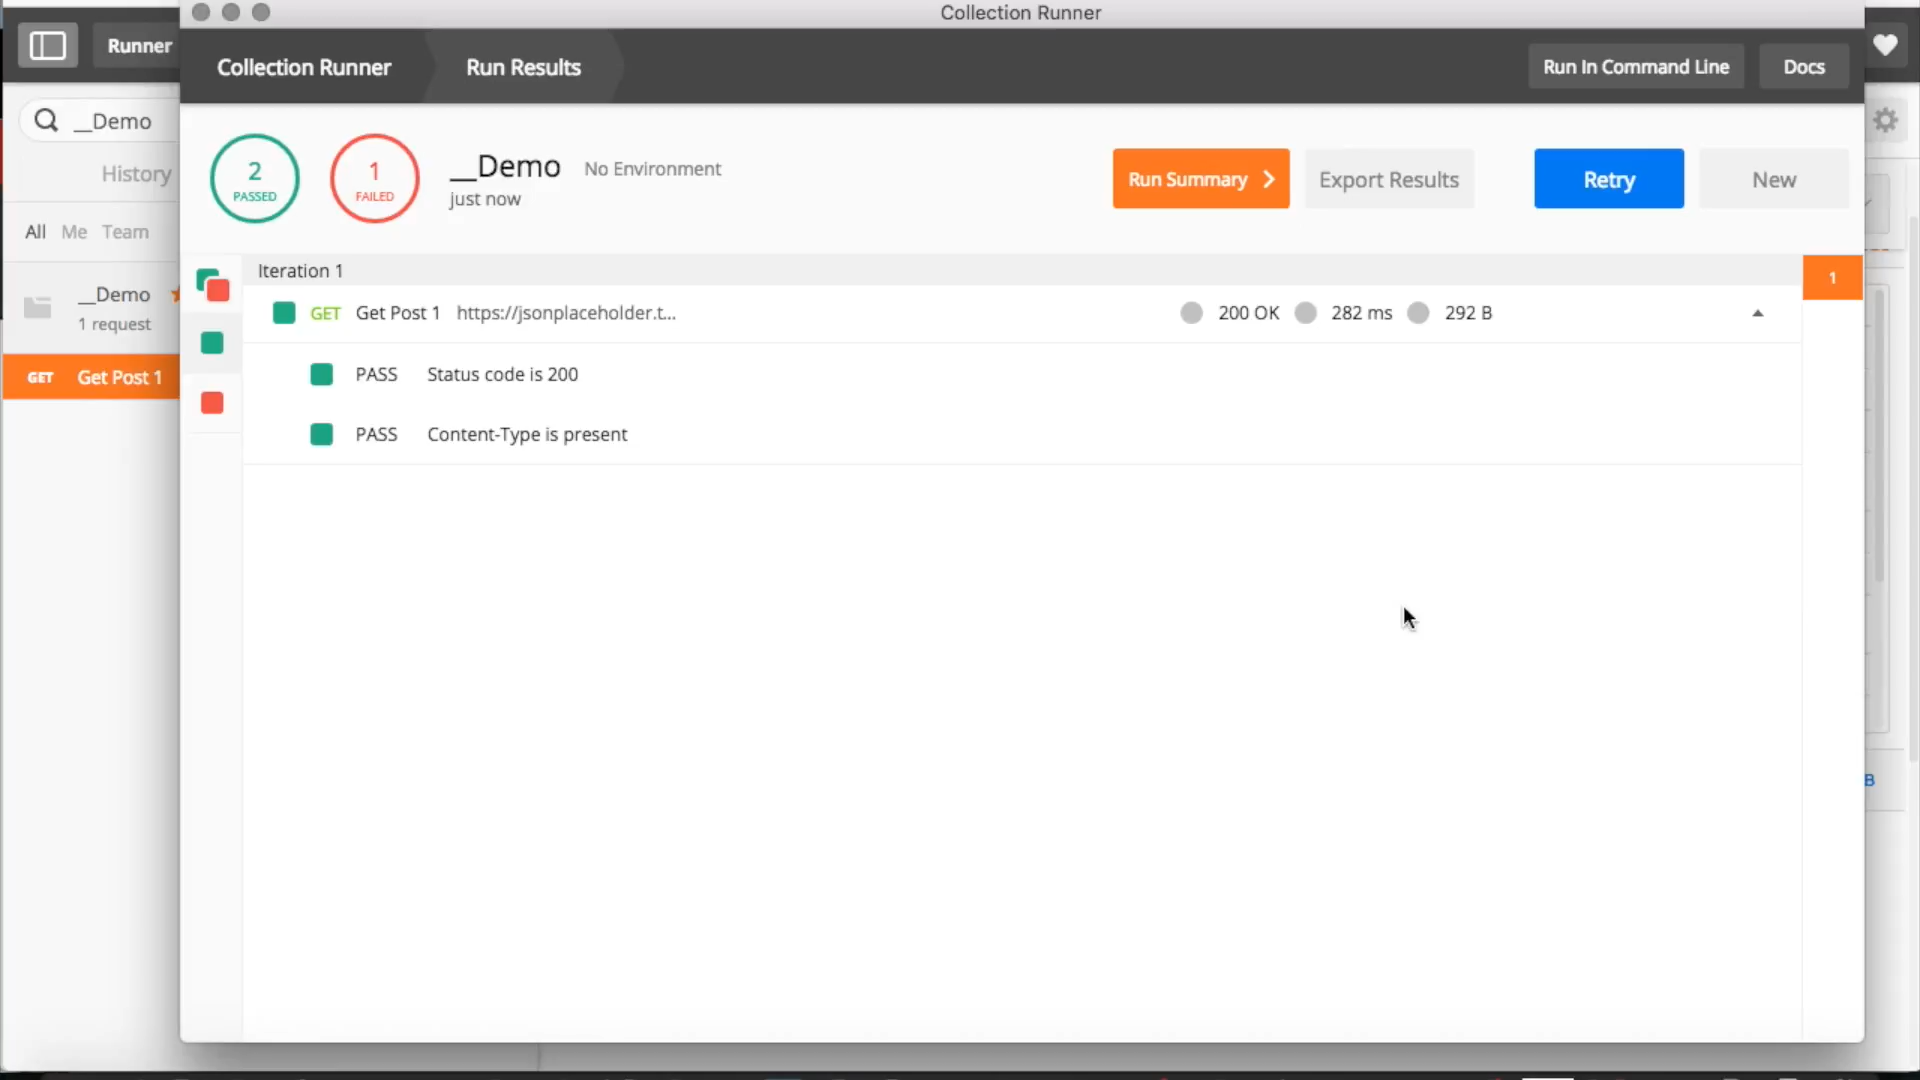 Collection Runner
Runner
Collection Runner
Run Results
Run In Command Line
Docs
__Demo
History
All Me Team
__Demo
1 request
GET Get Post 1
2
PASSED
1
FAILED
__Demo No Environment
just now
Run Summary
Export Results
Retry
New
Iteration 1
1
GET Get Post 1 https://jsonplaceholder.t... 200 OK 282 ms 292 B
PASS Status code is 200
PASS Content-Type is present
B